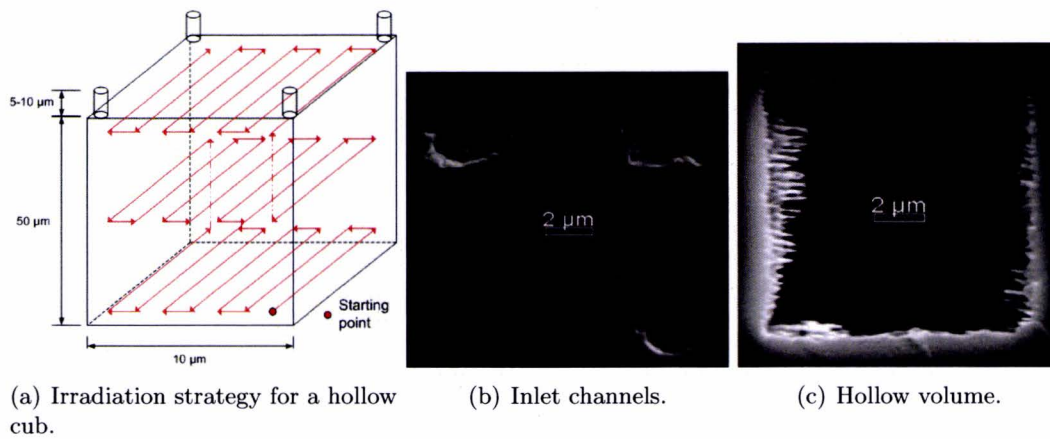 5-10 µm
50 µm
10 µm
Starting
point
2 µm
2 µm
(a) Irradiation strategy for a hollow
cub.
(b) Inlet channels.
(c) Hollow volume.